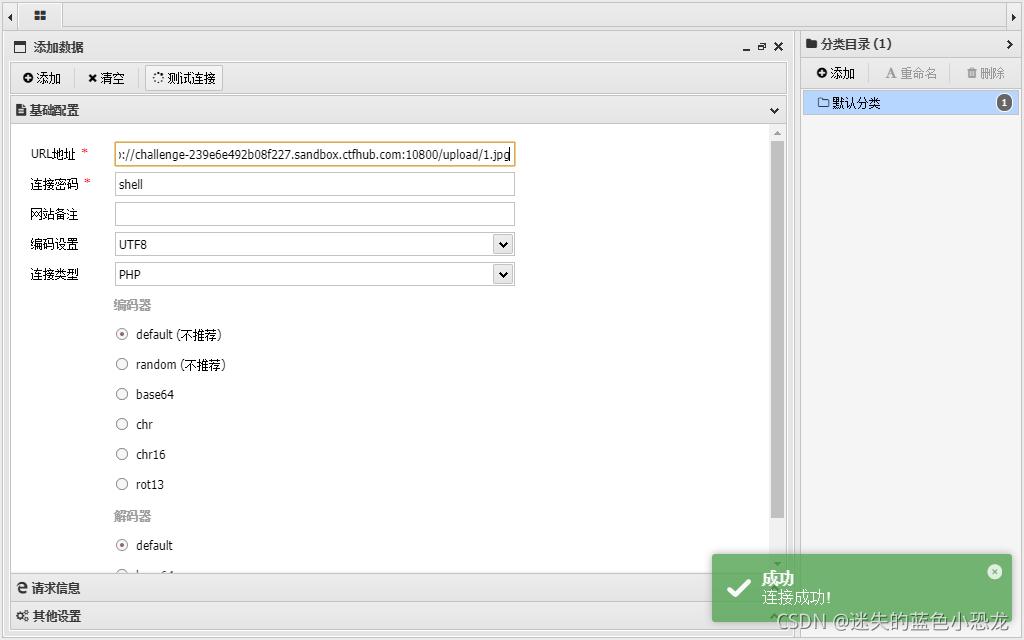 添加数据
分类目录 (1)
添加 清空 测试连接
添加 重命名 删除
基础配置
默认分类 1
URL地址 * ://challenge-239e6e492b08f227.sandbox.ctfhub.com:10800/upload/1.jpg
连接密码 * shell
网站备注
编码设置 UTF8
连接类型 PHP
编码器
default (不推荐)
random (不推荐)
base64
chr
chr16
rot13
解码器
default
请求信息
其他设置
成功
连接成功!
CSDN @迷失的蓝色小恐龙